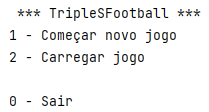 *** TripleSFootball ***
1 - Começar novo jogo
2 - Carregar jogo
0 - Sair